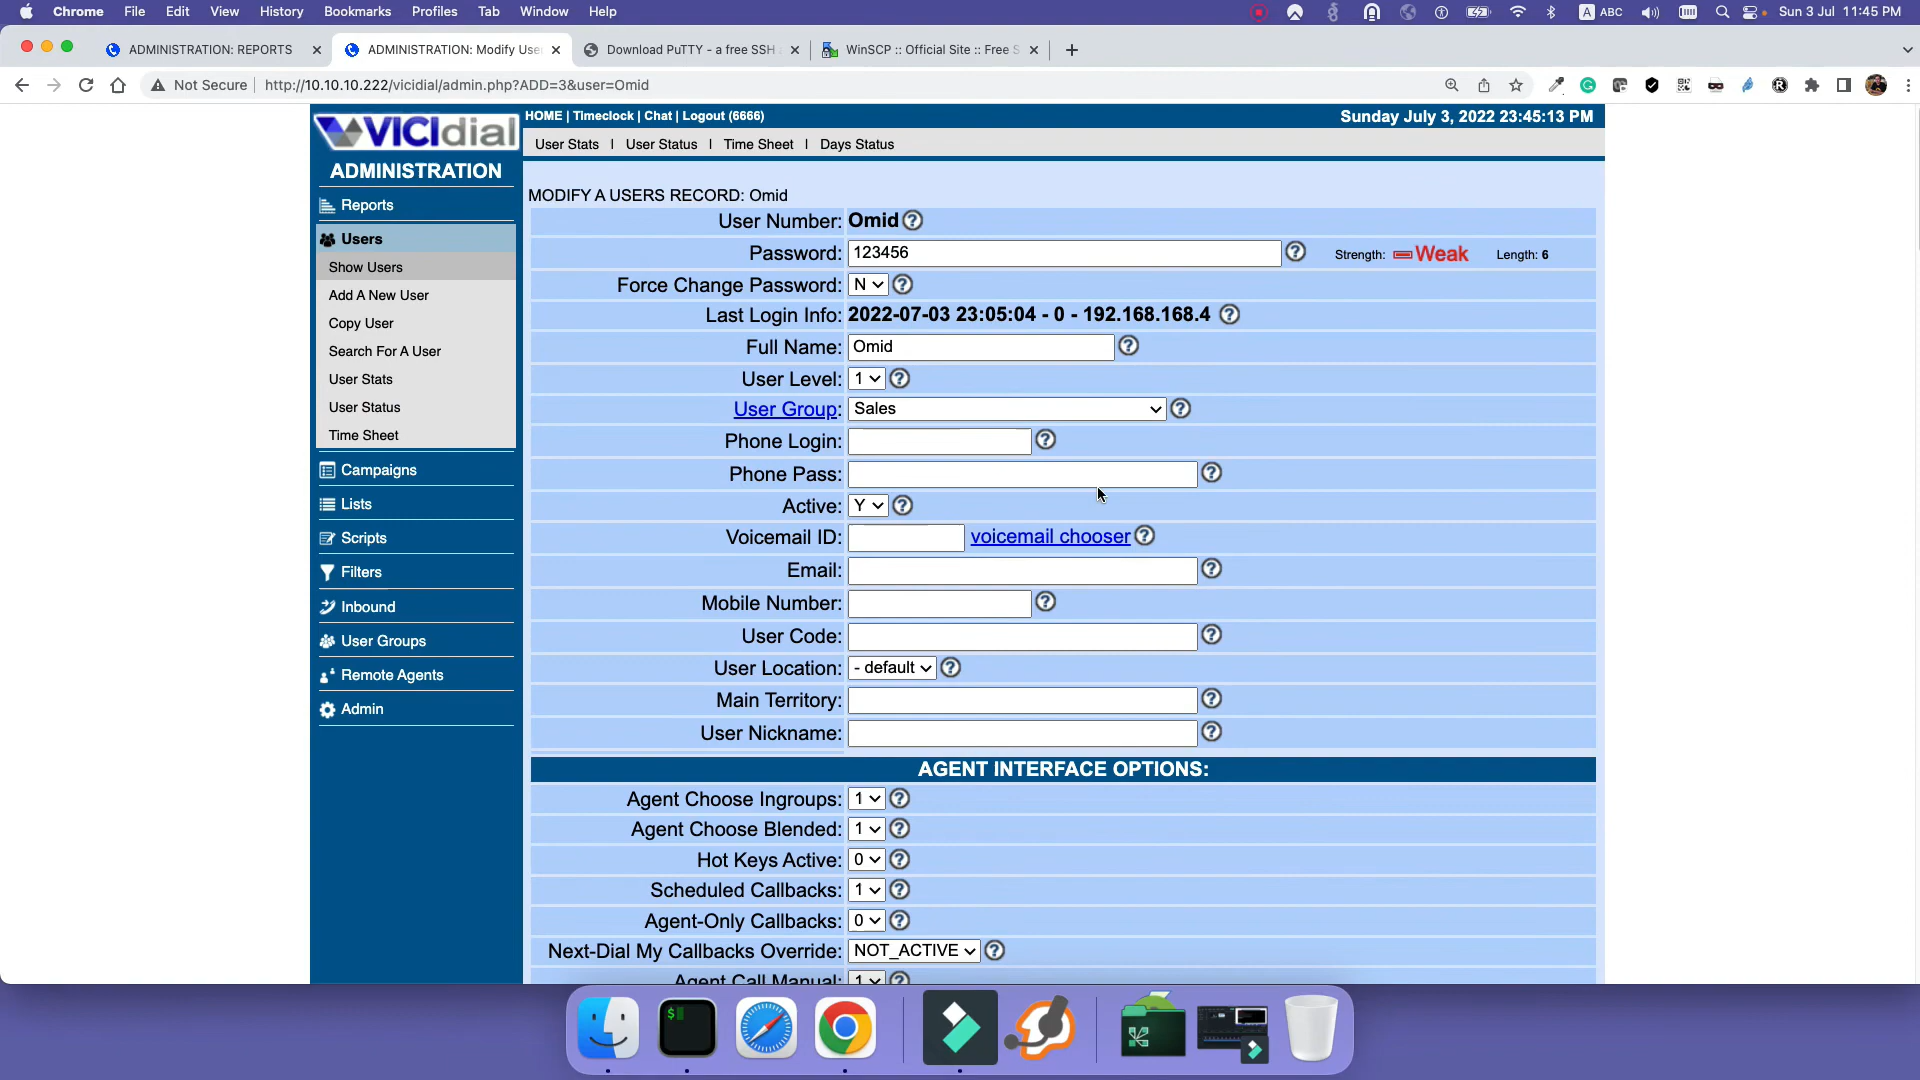 Chrome File Edit View History Bookmarks Profiles Tab Window Help
A ABC
Sun 3 Jul 11:45 PM
ADMINISTRATION: REPORTS
ADMINISTRATION: Modify Use
Download PuTTY - a free SSH
WinSCP :: Official Site :: Free S
Not Secure
http://10.10.10.222/vicidial/admin.php?ADD=3&user=Omid
VICIdial
HOME | Timeclock | Chat | Logout (6666)
Sunday July 3, 2022 23:45:13 PM
User Stats | User Status | Time Sheet | Days Status
ADMINISTRATION
Reports
Users
Show Users
Add A New User
Copy User
Search For A User
User Stats
User Status
Time Sheet
Campaigns
Lists
Scripts
Filters
Inbound
User Groups
Remote Agents
Admin
MODIFY A USERS RECORD: Omid
User Number: Omid ?
Password: 123456 ? Strength: Weak Length: 6
Force Change Password: N ?
Last Login Info: 2022-07-03 23:05:04 - 0 - 192.168.168.4 ?
Full Name: Omid ?
User Level: 1 ?
User Group: Sales ?
Phone Login: ?
Phone Pass: ?
Active: Y ?
Voicemail ID: voicemail chooser ?
Email: ?
Mobile Number: ?
User Code: ?
User Location: - default ?
Main Territory: ?
User Nickname: ?
AGENT INTERFACE OPTIONS:
Agent Choose Ingroups: 1 ?
Agent Choose Blended: 1 ?
Hot Keys Active: 0 ?
Scheduled Callbacks: 1 ?
Agent-Only Callbacks: 0 ?
Next-Dial My Callbacks Override: NOT_ACTIVE ?
Agent Call Manual: 1 ?
$